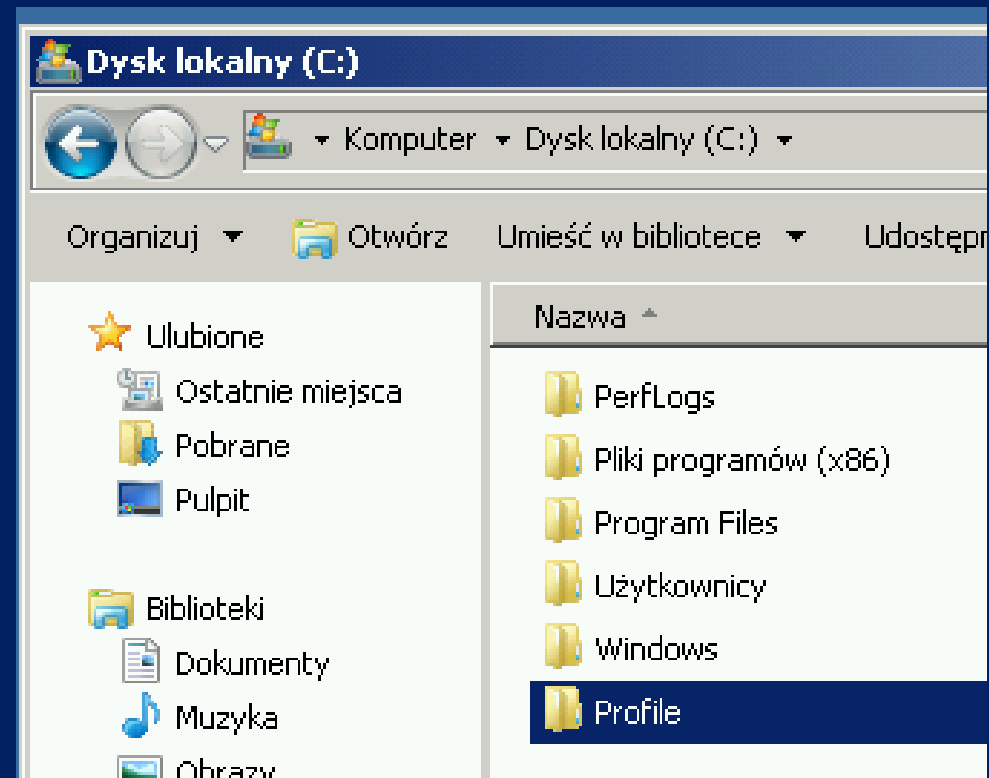 Dysk lokalny (C:)
Komputer Dysk lokalny (C:)
Organizuj Otwórz Umieść w bibliotece
Ulubione
Ostatnie miejsca
Pobrane
Pulpit
Biblioteki
Dokumenty
Muzyka
Obrazy
Nazwa
PerfLogs
Pliki programów (x86)
Program Files
Użytkownicy
Windows
Profile